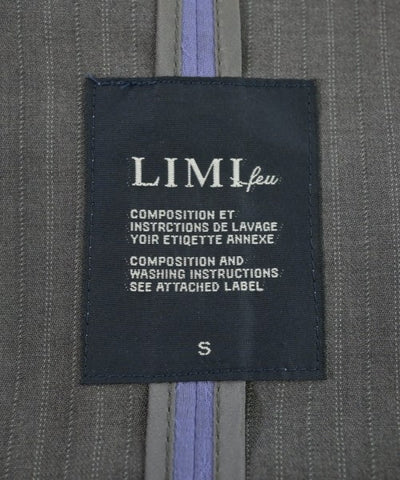 LIMI feu
COMPOSITION ET
INSTRCTIONS DE LAVAGE
YOIR ETIQETTE ANNEXE
COMPOSITION AND
WASHING INSTRUCTIONS
SEE ATTACHED LABEL
S